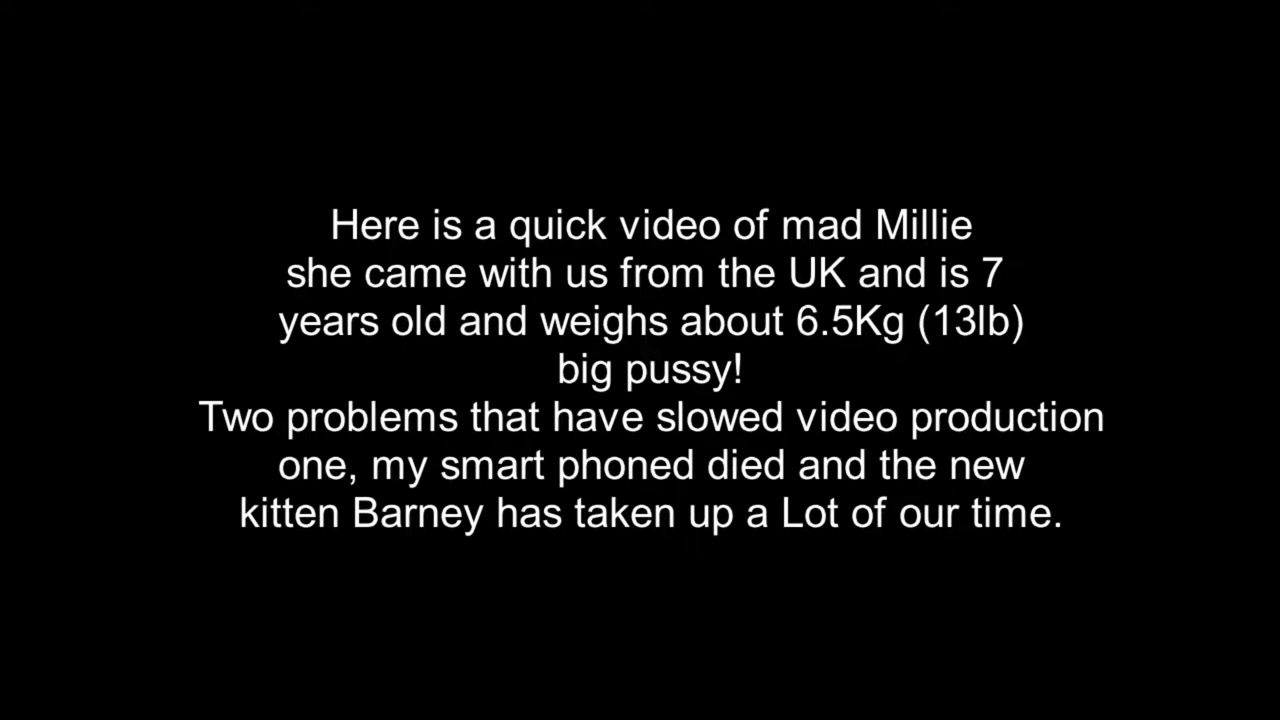 Here is a quick video of mad Millie
she came with us from the UK and is 7
years old and weighs about 6.5Kg (13lb)
big pussy!
Two problems that have slowed video production
one, my smart phoned died and the new
kitten Barney has taken up a Lot of our time.